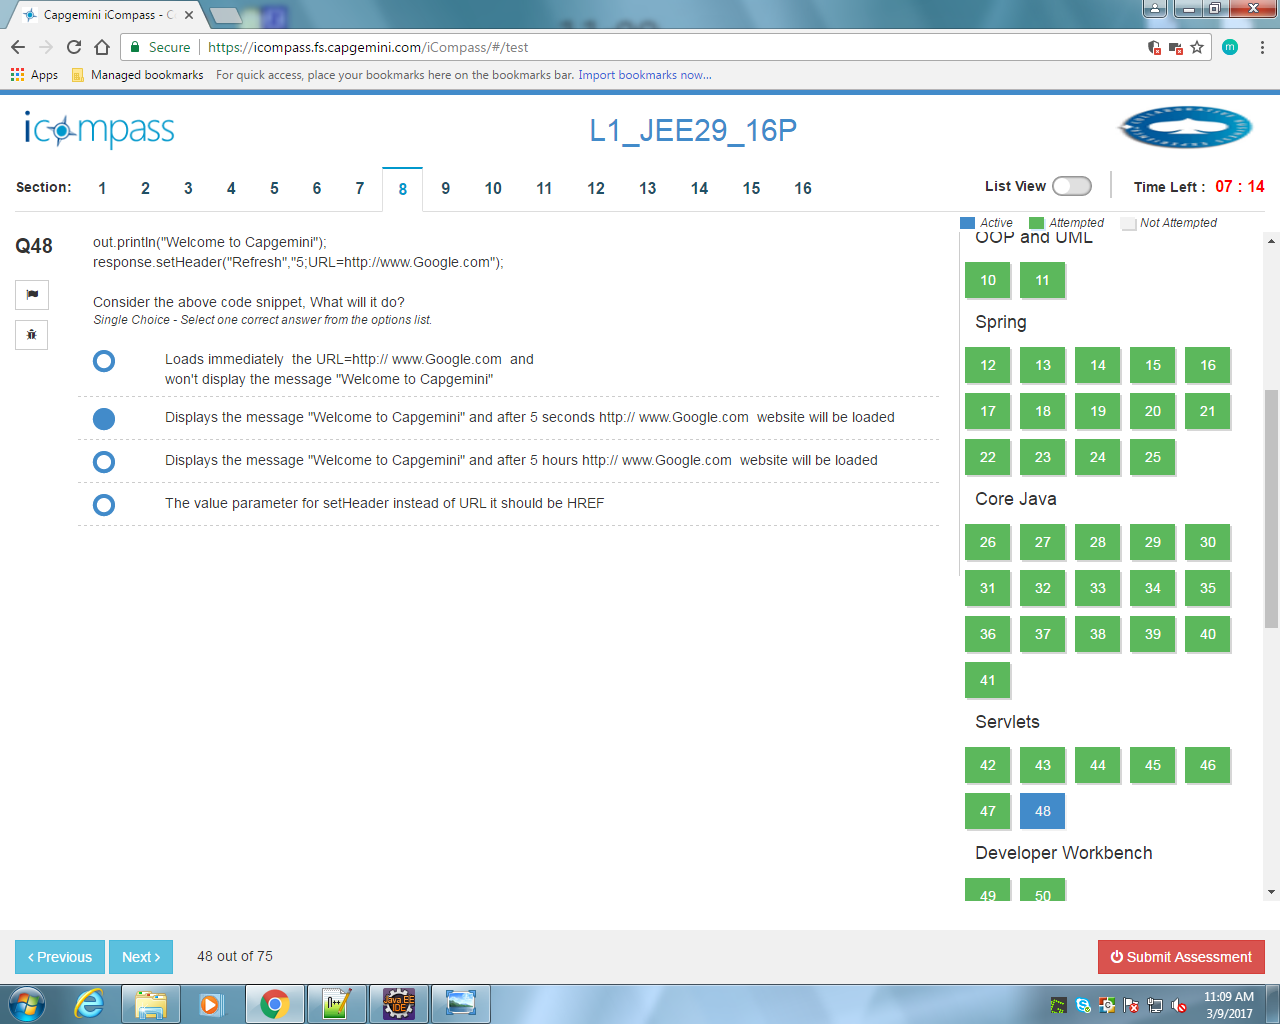 Capgemini iCompass - C
Secure
https://icompass.fs.capgemini.com/iCompass/#/test
m
Apps
Managed bookmarks
For quick access, place your bookmarks here on the bookmarks bar. Import bookmarks now...
icompass
L1_JEE29_16P
Section: 1 2 3 4 5 6 7 8 9 10 11 12 13 14 15 16
List View
Time Left : 07 : 14
Active Attempted Not Attempted
Q48
out.println("Welcome to Capgemini");
response.setHeader("Refresh","5;URL=http://www.Google.com");
Consider the above code snippet, What will it do?
Single Choice - Select one correct answer from the options list.
Loads immediately the URL=http:// www.Google.com and
won't display the message "Welcome to Capgemini"
Displays the message "Welcome to Capgemini" and after 5 seconds http:// www.Google.com website will be loaded
Displays the message "Welcome to Capgemini" and after 5 hours http:// www.Google.com website will be loaded
The value parameter for setHeader instead of URL it should be HREF
OOP and UML
10 11
Spring
12 13 14 15 16
17 18 19 20 21
22 23 24 25
Core Java
26 27 28 29 30
31 32 33 34 35
36 37 38 39 40
41
Servlets
42 43 44 45 46
47 48
Developer Workbench
49 50
Previous
Next
48 out of 75
Submit Assessment
Java EE
IDE
11:09 AM
3/9/2017